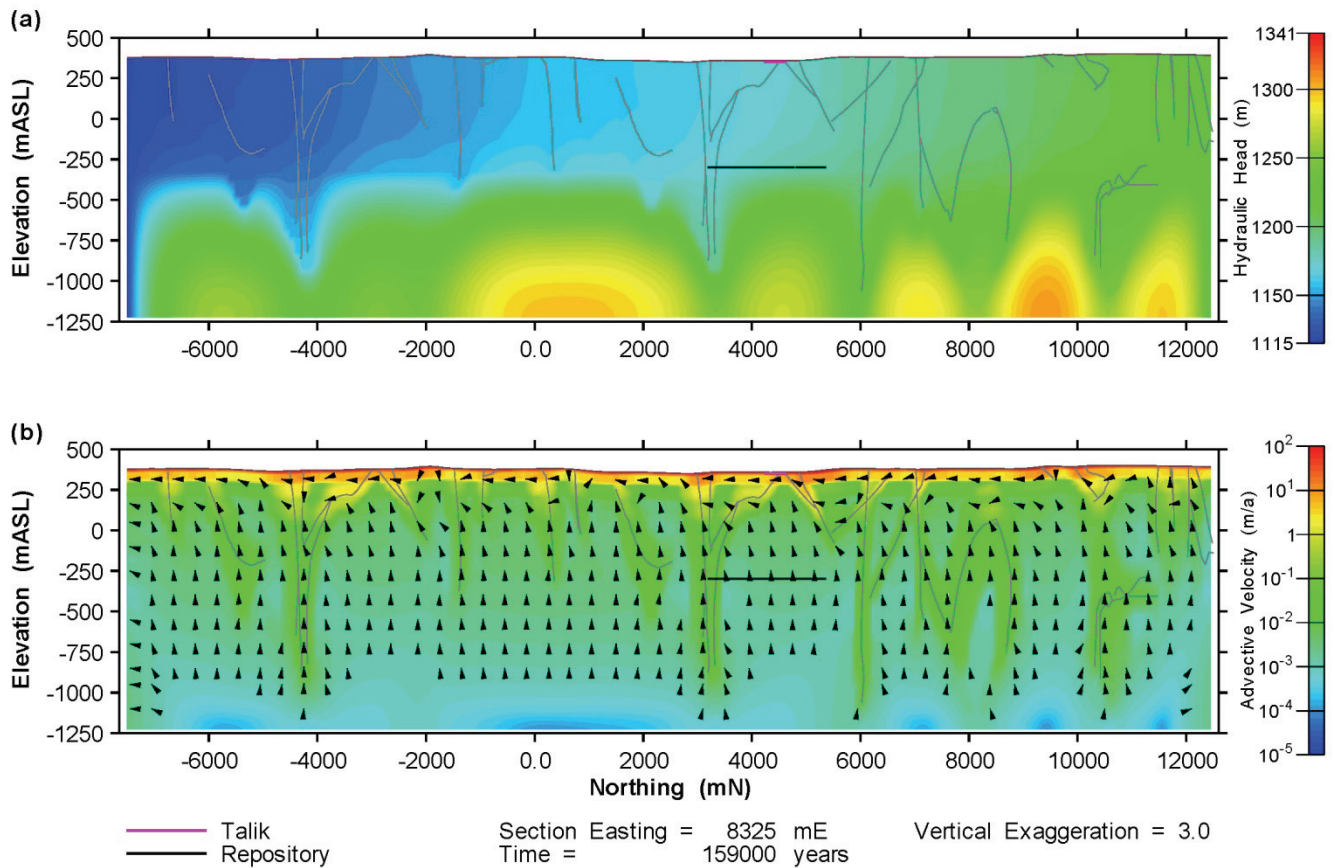 (a)
500
250
0
-250
-500
-750
-1000
-1250
Elevation (mASL)
-6000 -4000 -2000 0.0 2000 4000 6000 8000 10000 12000
Hydraulic Head (m)
1341
1300
1250
1200
1150
1115
(b)
500
250
0
-250
-500
-750
-1000
-1250
Elevation (mASL)
-6000 -4000 -2000 0.0 2000 4000 6000 8000 10000 12000
Northing (mN)
Advective Velocity (m/a)
10²
10¹
1
10⁻¹
10⁻²
10⁻³
10⁻⁴
10⁻⁵
Talik Section Easting = 8325 mE Vertical Exaggeration = 3.0
Repository Time = 159000 years